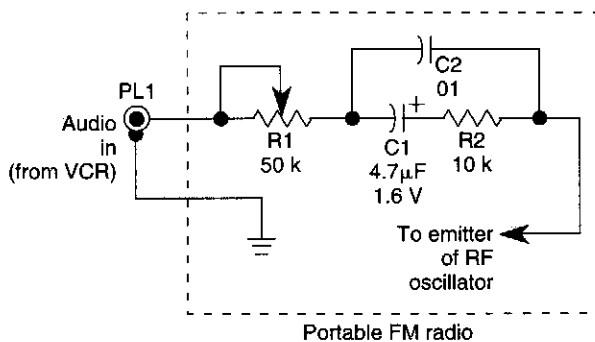 PL1
Audio
in
(from VCR)
R1
50 k
C2
01
+
C1
4.7µF
1.6 V
R2
10 k
To emitter
of RF
oscillator
Portable FM radio